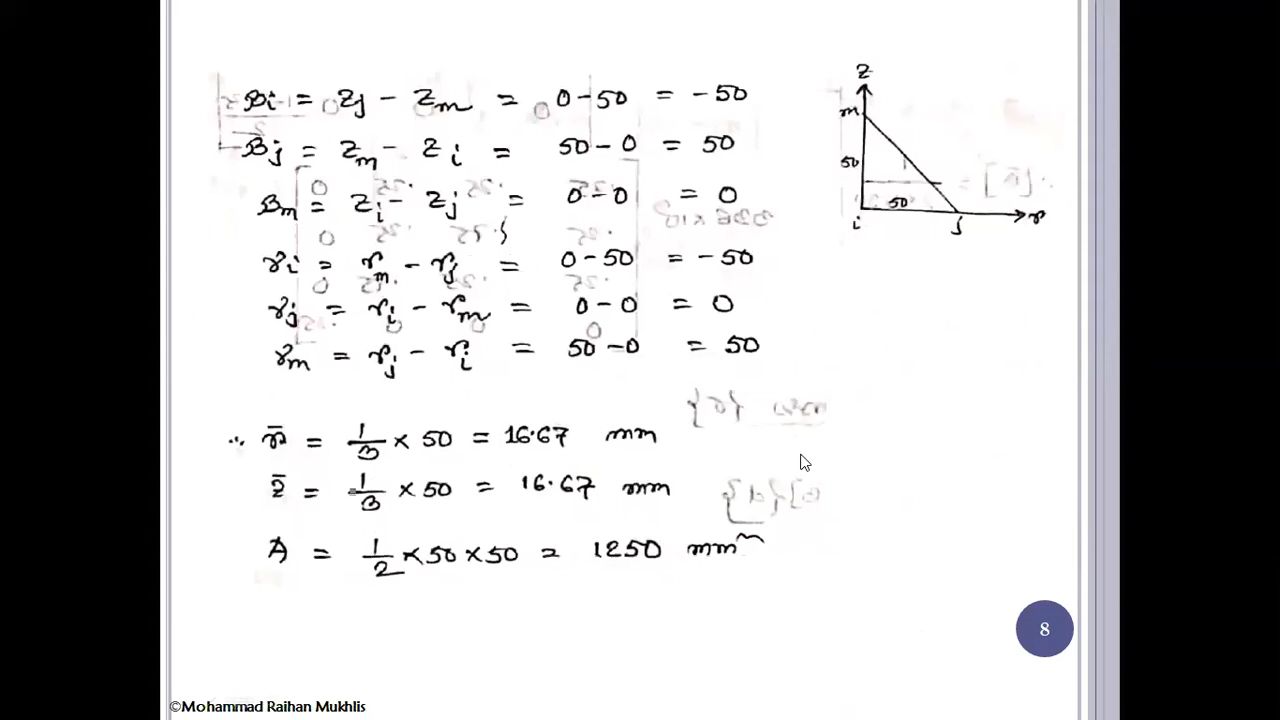 βi = zj - zm = 0-50 = -50
βj = zm - zi = 50-0 = 50
βm = zi - zj = 0-0 = 0
γi = rm - rj = 0-50 = -50
γj = ri - rm = 0-0 = 0
γm = rj - ri = 50-0 = 50
∴ r̄ = 1/3 × 50 = 16.67 mm
z̄ = 1/3 × 50 = 16.67 mm
A = 1/2 × 50 × 50 = 1250 mm²
z
m
50
1
50
i
j
r
8
©Mohammad Raihan Mukhlis